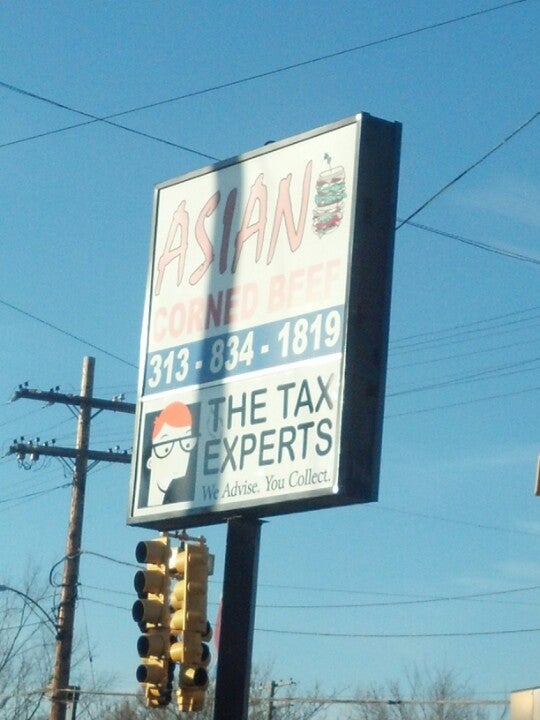 ASIAN
CORNED BEEF
313-834-1819
THE TAX
EXPERTS
We Advise. You Collect.